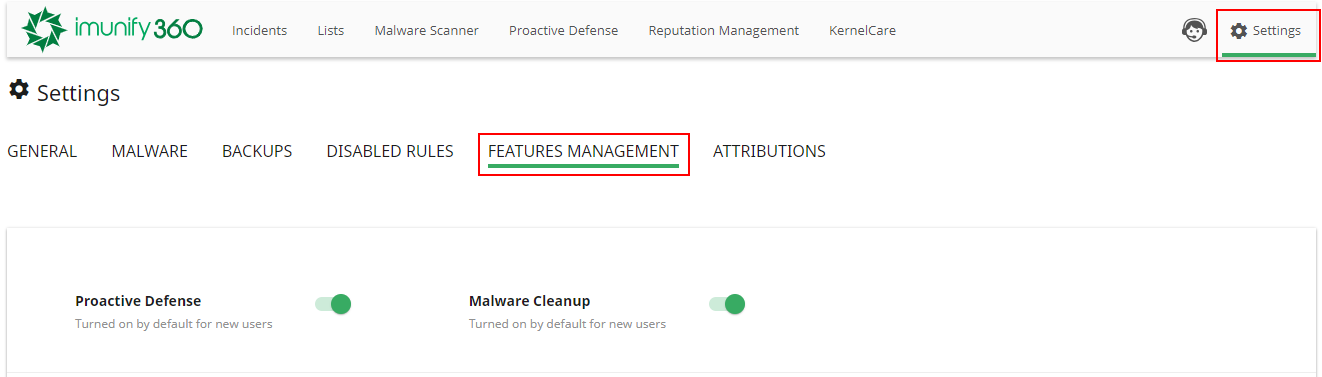 imunify360 Incidents Lists Malware Scanner Proactive Defense Reputation Management KernelCare Settings
Settings
GENERAL MALWARE BACKUPS DISABLED RULES FEATURES MANAGEMENT ATTRIBUTIONS
Proactive Defense Malware Cleanup
Turned on by default for new users Turned on by default for new users